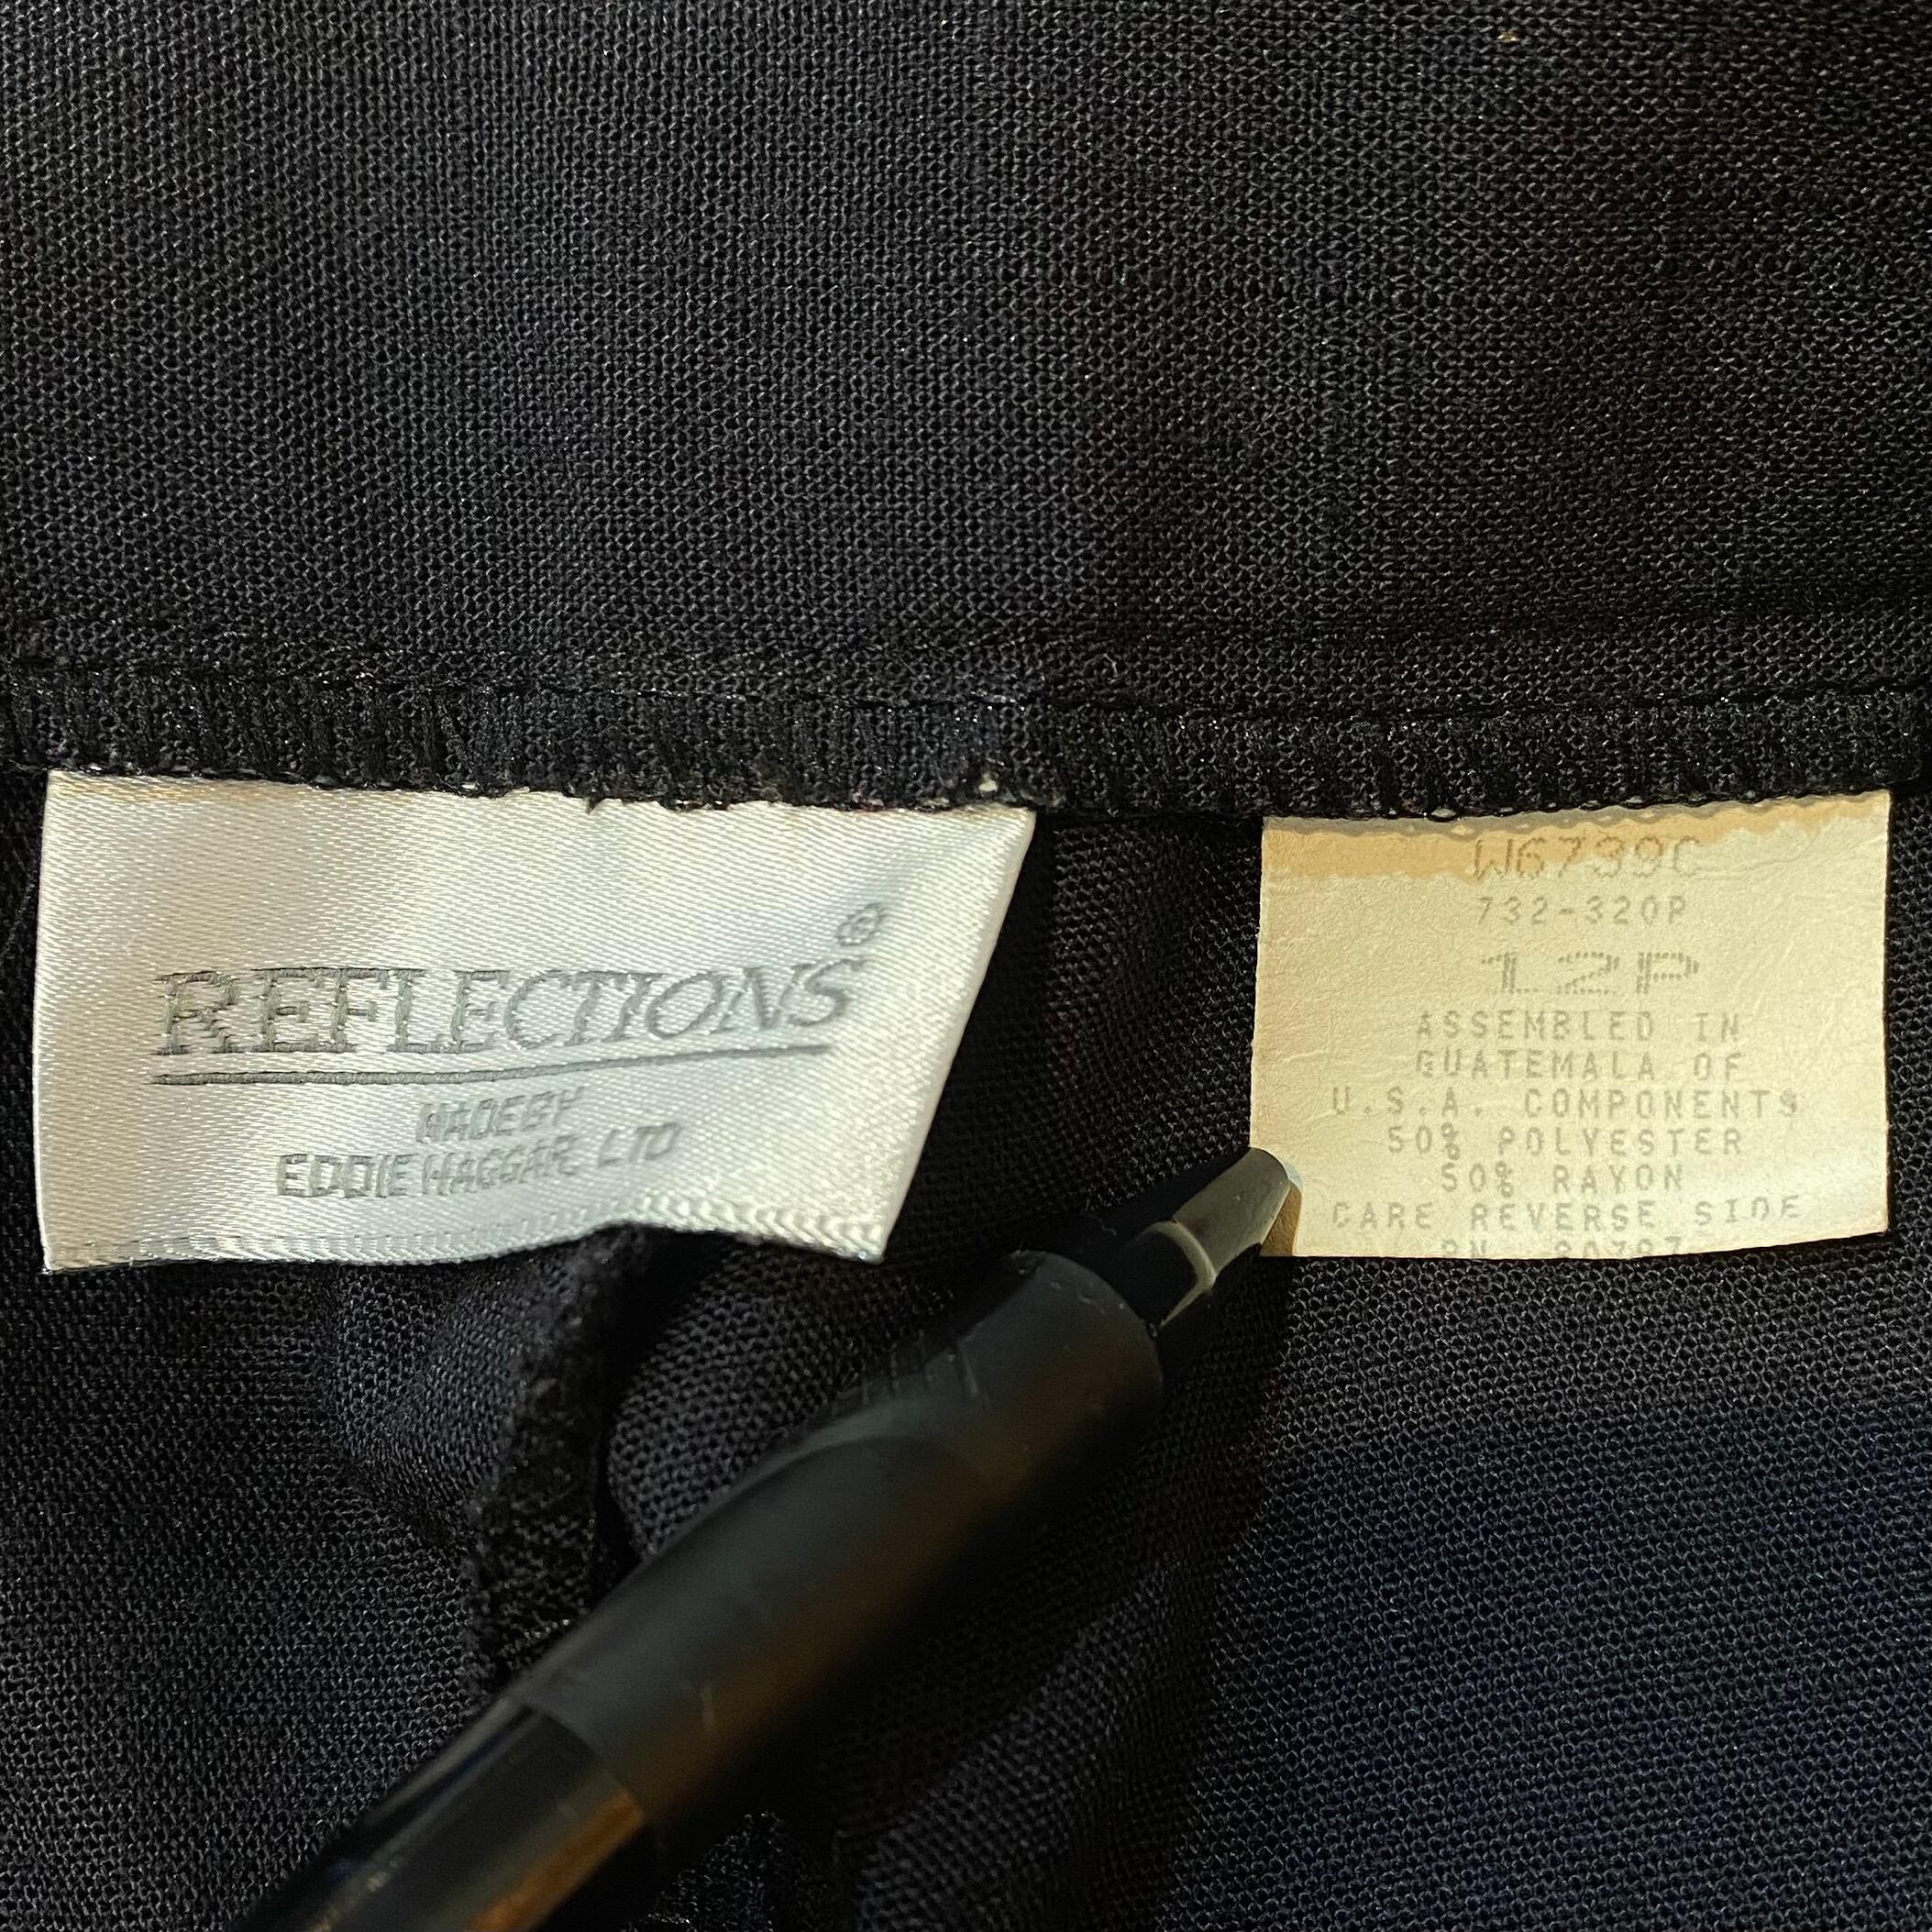 REFLECTIONS®
MADE BY
EDDIE HAGGAR LTD
W6739C
732-320P
12P
ASSEMBLED IN
GUATEMALA OF
U.S.A. COMPONENTS
50% POLYESTER
50% RAYON
CARE REVERSE SIDE